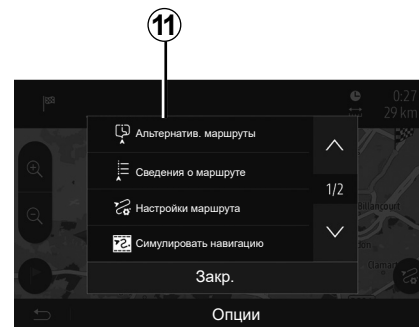 11
0:27
29 km
Альтернатив. маршруты
Сведения о маршруте
1/2
Настройки маршрута
Симулировать навигацию
Закр.
Опции